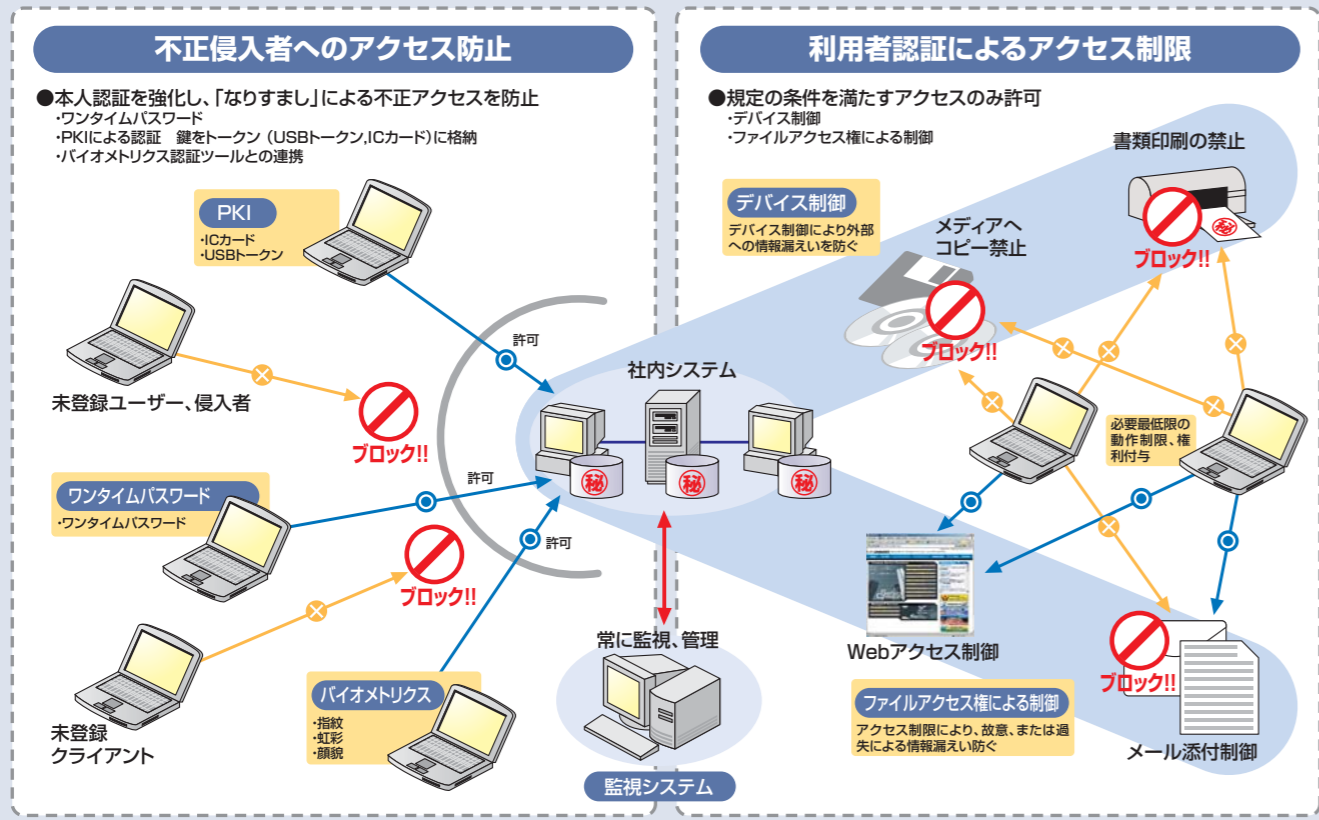 不正侵入者へのアクセス防止
●本人認証を強化し、「なりすまし」による不正アクセスを防止
・ワンタイムパスワード
・PKIによる認証　鍵をトークン（USBトークン,ICカード）に格納
・バイオメトリクス認証ツールとの連携
PKI
・ICカード
・USBトークン
許可
未登録ユーザー、侵入者
ブロック!!
ワンタイムパスワード
・ワンタイムパスワード
許可
ブロック!!
許可
未登録
クライアント
バイオメトリクス
・指紋
・虹彩
・顔貌
社内システム
秘
秘
秘
常に監視、管理
監視システム
利用者認証によるアクセス制限
●規定の条件を満たすアクセスのみ許可
・デバイス制御
・ファイルアクセス権による制御
書類印刷の禁止
秘
ブロック!!
デバイス制御
デバイス制御により外部
への情報漏えいを防ぐ
メディアへ
コピー禁止
ブロック!!
必要最低限の
動作制限、権
利付与
Webアクセス制御
ファイルアクセス権による制御
アクセス制限により、故意、または過
失による情報漏えい防ぐ
ブロック!!
メール添付制御